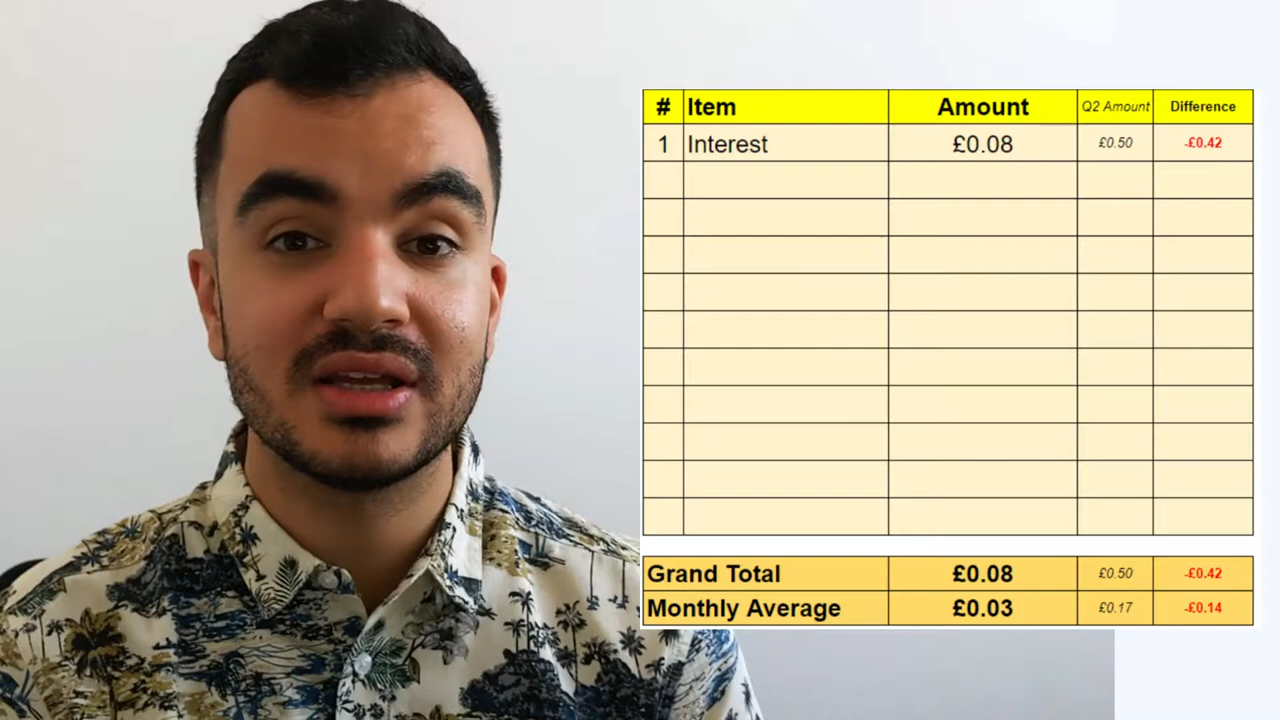 # Item Amount Q2 Amount Difference
1 Interest £0.08 £0.50 -£0.42
Grand Total £0.08 £0.50 -£0.42
Monthly Average £0.03 £0.17 -£0.14